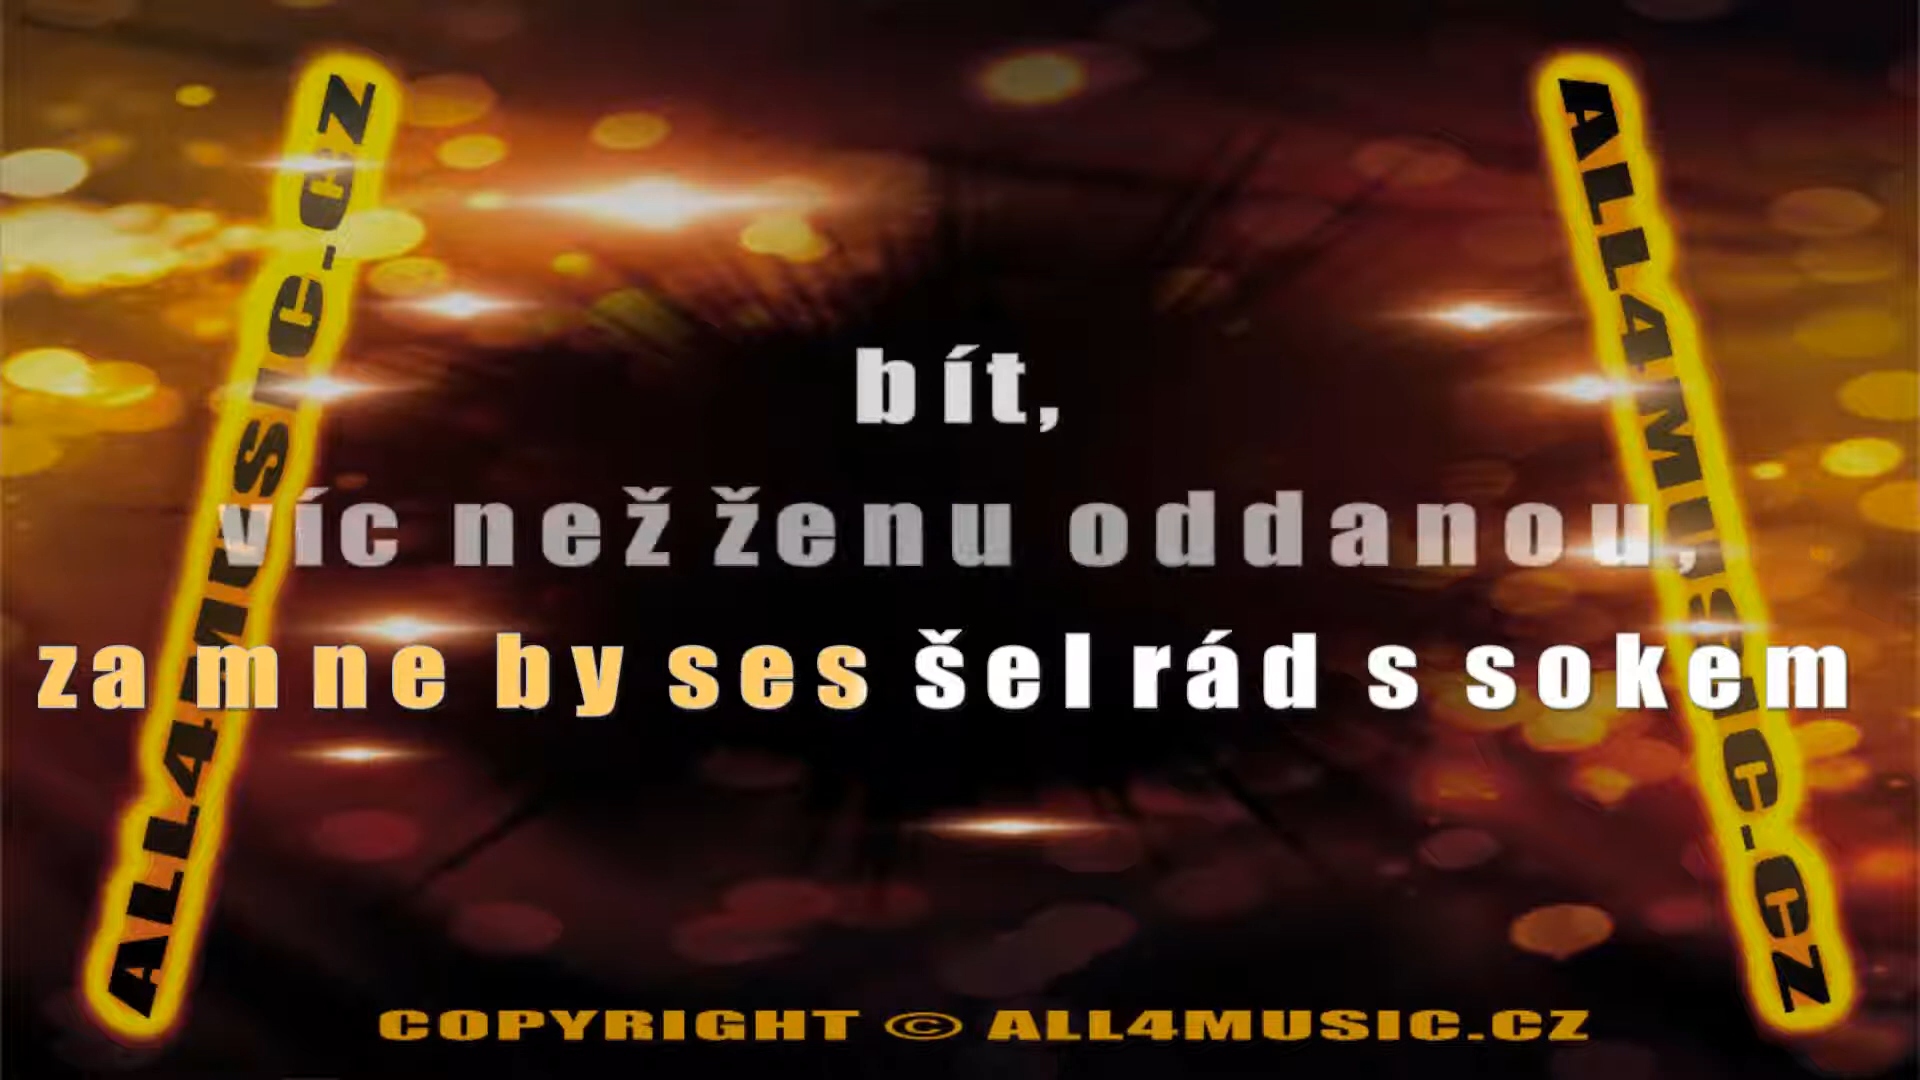 ALL4MUSIC.CZ
ALL4MUSIC.CZ
bít,
víc než ženu oddanou,
za mne by ses šel rád s sokem
COPYRIGHT © ALL4MUSIC.CZ